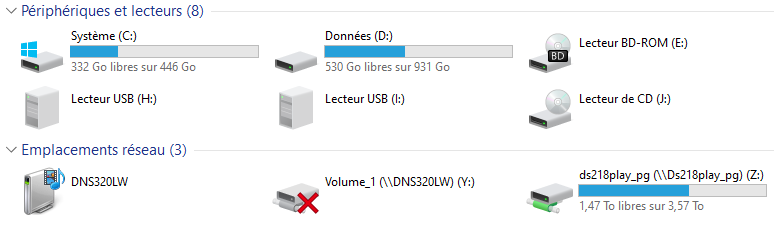 Périphériques et lecteurs (8)
Système (C:)
332 Go libres sur 446 Go
Données (D:)
530 Go libres sur 931 Go
Lecteur BD-ROM (E:)
BD
Lecteur USB (H:)
Lecteur USB (I:)
Lecteur de CD (J:)
Emplacements réseau (3)
DNS320LW
Volume_1 (\\DNS320LW) (Y:)
ds218play_pg (\\Ds218play_pg) (Z:)
1,47 To libres sur 3,57 To